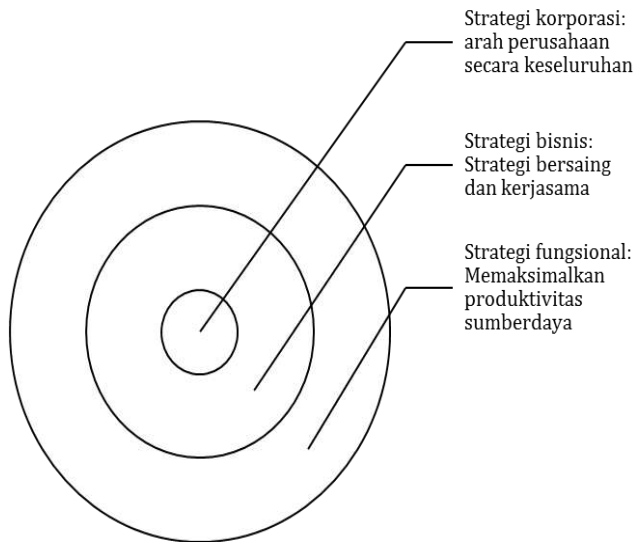 Strategi korporasi:
arah perusahaan
secara keseluruhan
Strategi bisnis:
Strategi bersaing
dan kerjasama
Strategi fungsional:
Memaksimalkan
produktivitas
sumberdaya